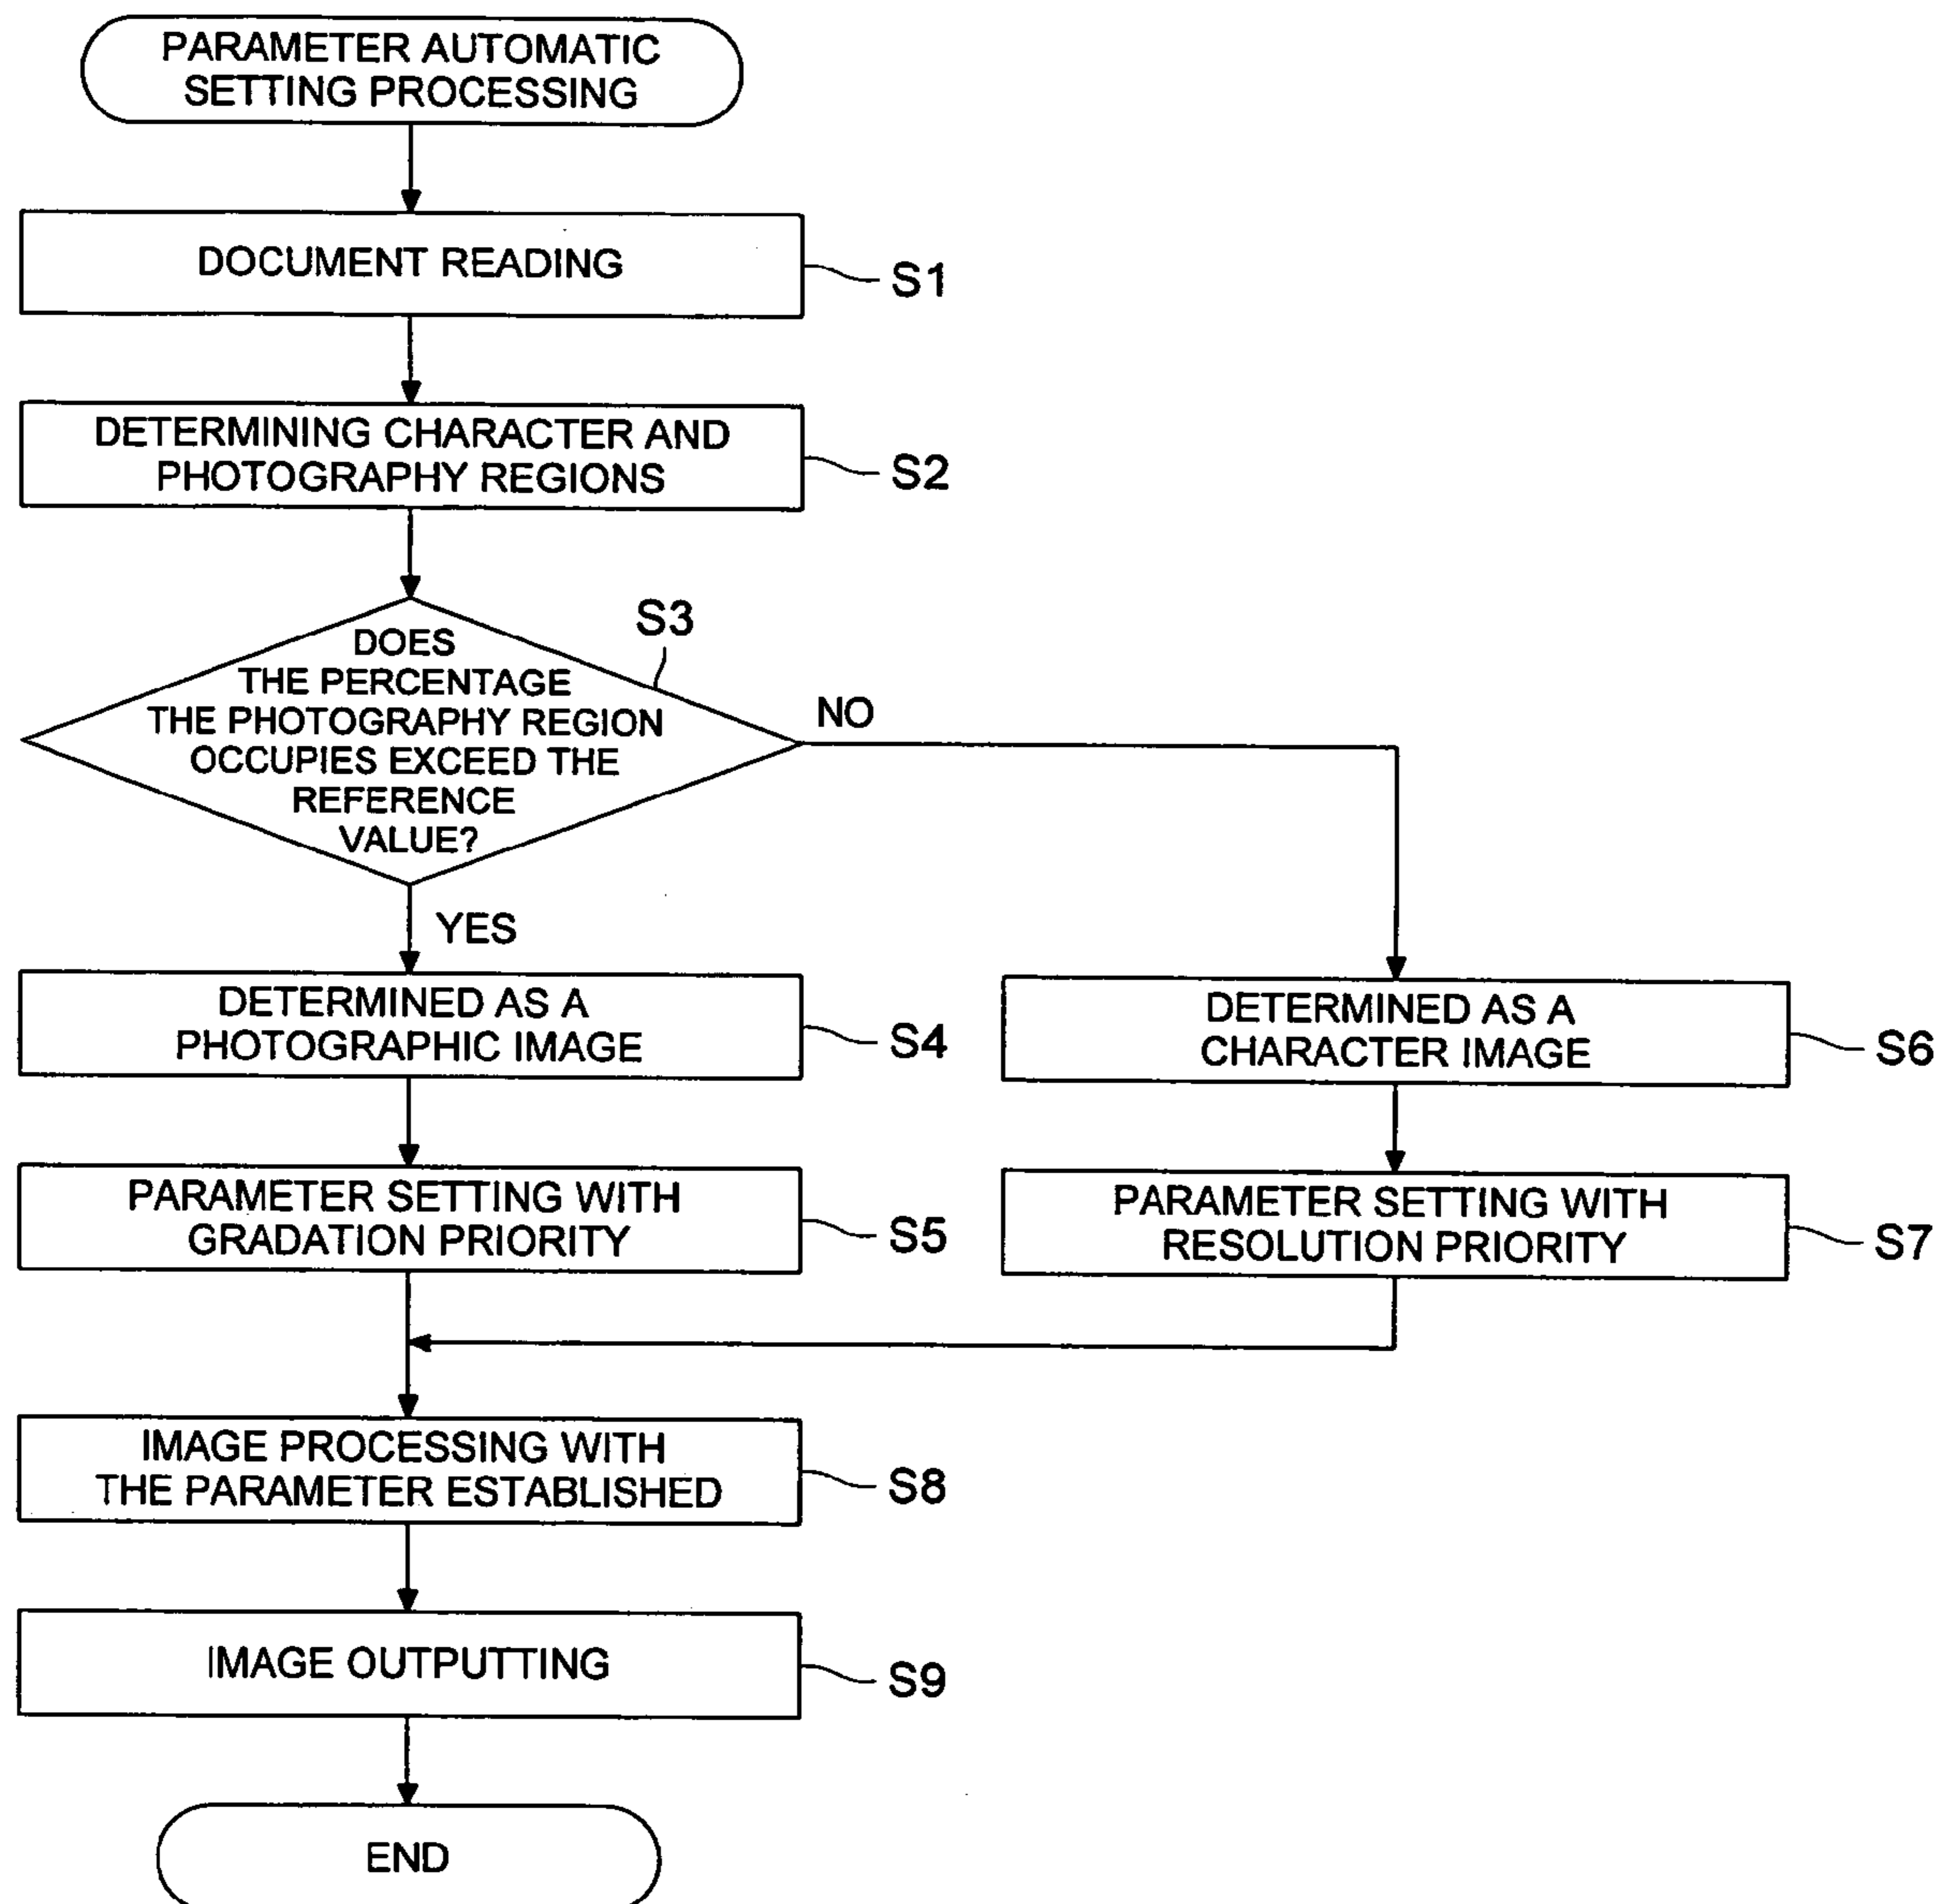 PARAMETER AUTOMATIC
SETTING PROCESSING
DOCUMENT READING
S1
DETERMINING CHARACTER AND
PHOTOGRAPHY REGIONS
S2
S3
DOES
THE PERCENTAGE
THE PHOTOGRAPHY REGION
OCCUPIES EXCEED THE
REFERENCE
VALUE?
NO
YES
DETERMINED AS A
PHOTOGRAPHIC IMAGE
S4
DETERMINED AS A
CHARACTER IMAGE
S6
PARAMETER SETTING WITH
GRADATION PRIORITY
S5
PARAMETER SETTING WITH
RESOLUTION PRIORITY
S7
IMAGE PROCESSING WITH
THE PARAMETER ESTABLISHED
S8
IMAGE OUTPUTTING
S9
END